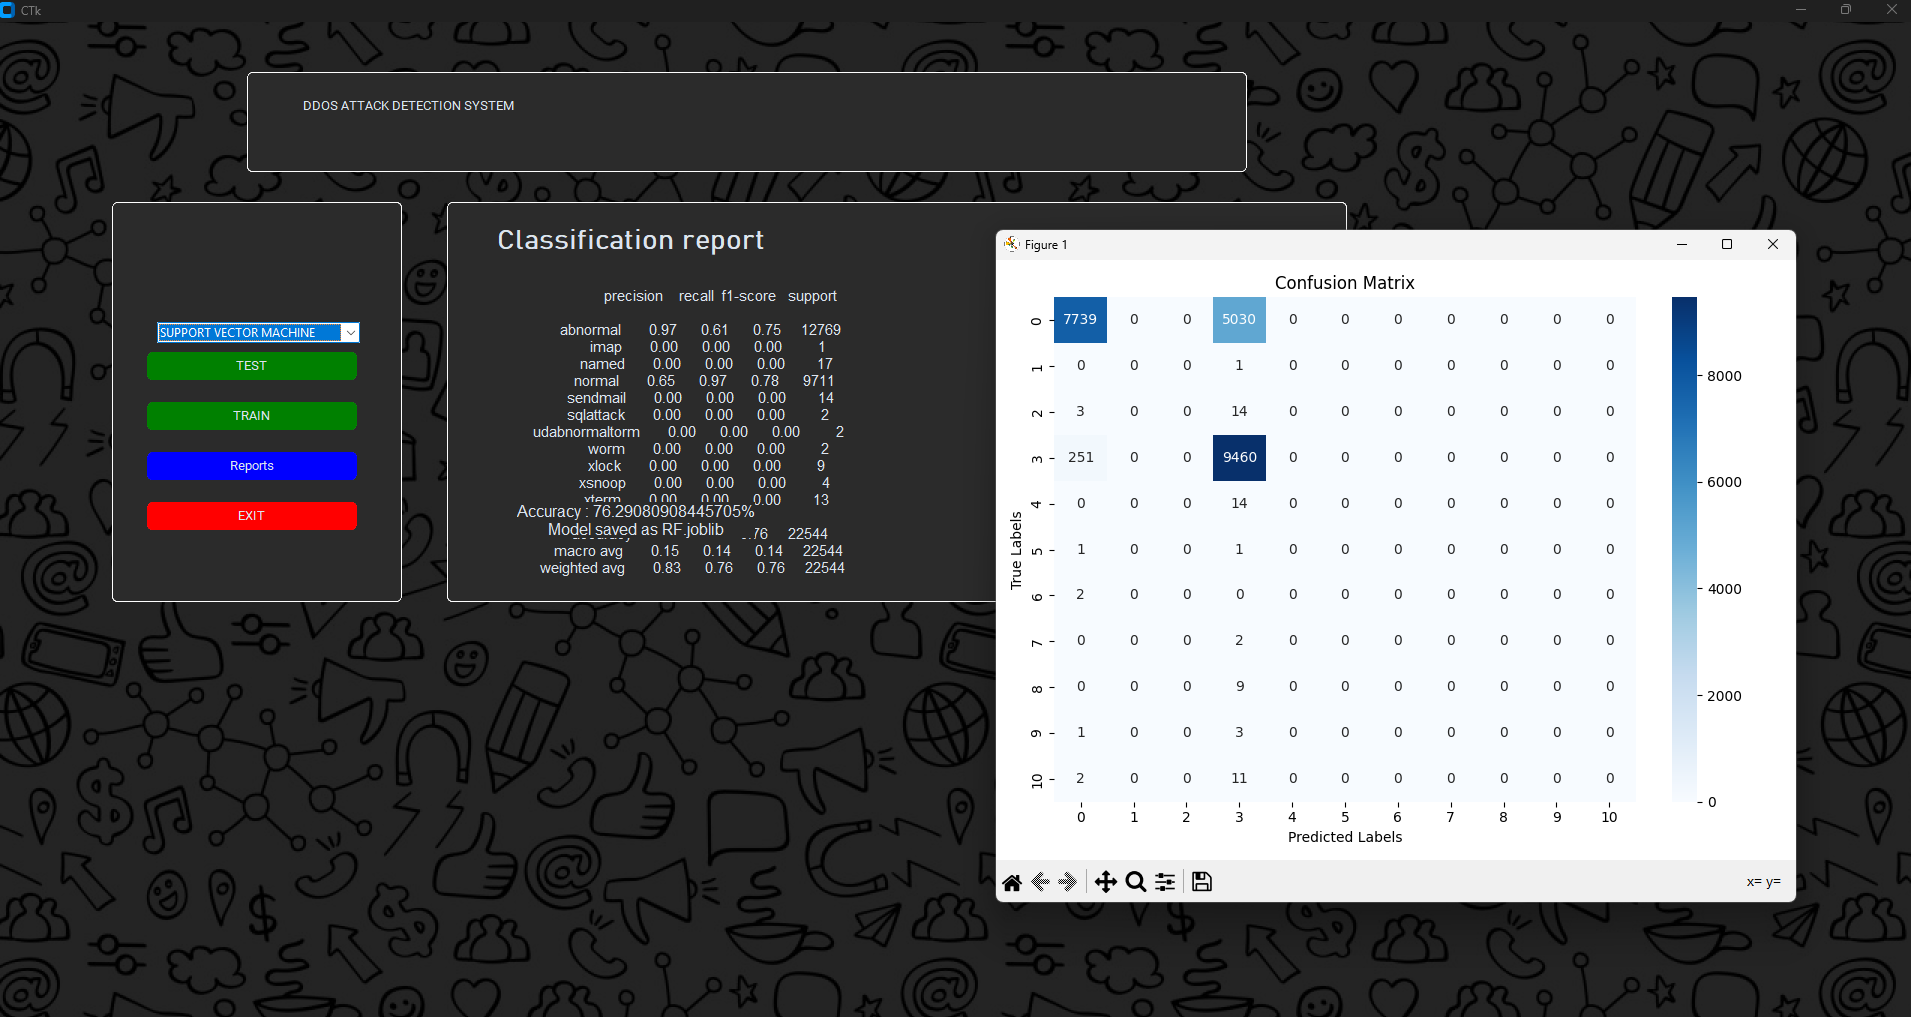 CTk
DDOS ATTACK DETECTION SYSTEM
SUPPORT VECTOR MACHINE
TEST
TRAIN
Reports
EXIT
Classification report
precision recall f1-score support
abnormal 0.97 0.61 0.75 12769
imap 0.00 0.00 0.00 1
named 0.00 0.00 0.00 17
normal 0.65 0.97 0.78 9711
sendmail 0.00 0.00 0.00 14
sqlattack 0.00 0.00 0.00 2
udabnormaltorm 0.00 0.00 0.00 2
worm 0.00 0.00 0.00 2
xlock 0.00 0.00 0.00 9
xsnoop 0.00 0.00 0.00 4
xterm 0.00 0.00 0.00 13
Accuracy : 76.29080908445705%
Model saved as RF.joblib
.76 22544
macro avg 0.15 0.14 0.14 22544
weighted avg 0.83 0.76 0.76 22544
Figure 1
Confusion Matrix
True Labels
0 7739 0 0 5030 0 0 0 0 0 0 0
1 0 0 0 1 0 0 0 0 0 0 0
2 3 0 0 14 0 0 0 0 0 0 0
3 251 0 0 9460 0 0 0 0 0 0 0
4 0 0 0 14 0 0 0 0 0 0 0
5 1 0 0 1 0 0 0 0 0 0 0
6 2 0 0 0 0 0 0 0 0 0 0
7 0 0 0 2 0 0 0 0 0 0 0
8 0 0 0 9 0 0 0 0 0 0 0
9 1 0 0 3 0 0 0 0 0 0 0
10 2 0 0 11 0 0 0 0 0 0 0
0 1 2 3 4 5 6 7 8 9 10
Predicted Labels
8000
6000
4000
2000
0
x= y=